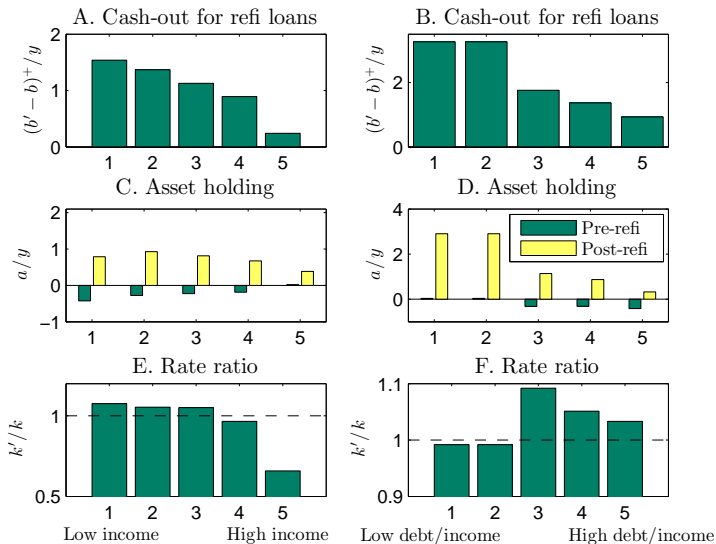 A. Cash-out for refi loans
(b′ − b)⁺/y
2
1
0
1 2 3 4 5
B. Cash-out for refi loans
(b′ − b)⁺/y
2
0
1 2 3 4 5
C. Asset holding
a/y
2
1
0
−1
1 2 3 4 5
D. Asset holding
a/y
4
2
0
Pre-refi
Post-refi
1 2 3 4 5
E. Rate ratio
k′/k
1
0.5
1 2 3 4 5
Low income High income
F. Rate ratio
k′/k
1.1
1
0.9
1 2 3 4 5
Low debt/income High debt/income